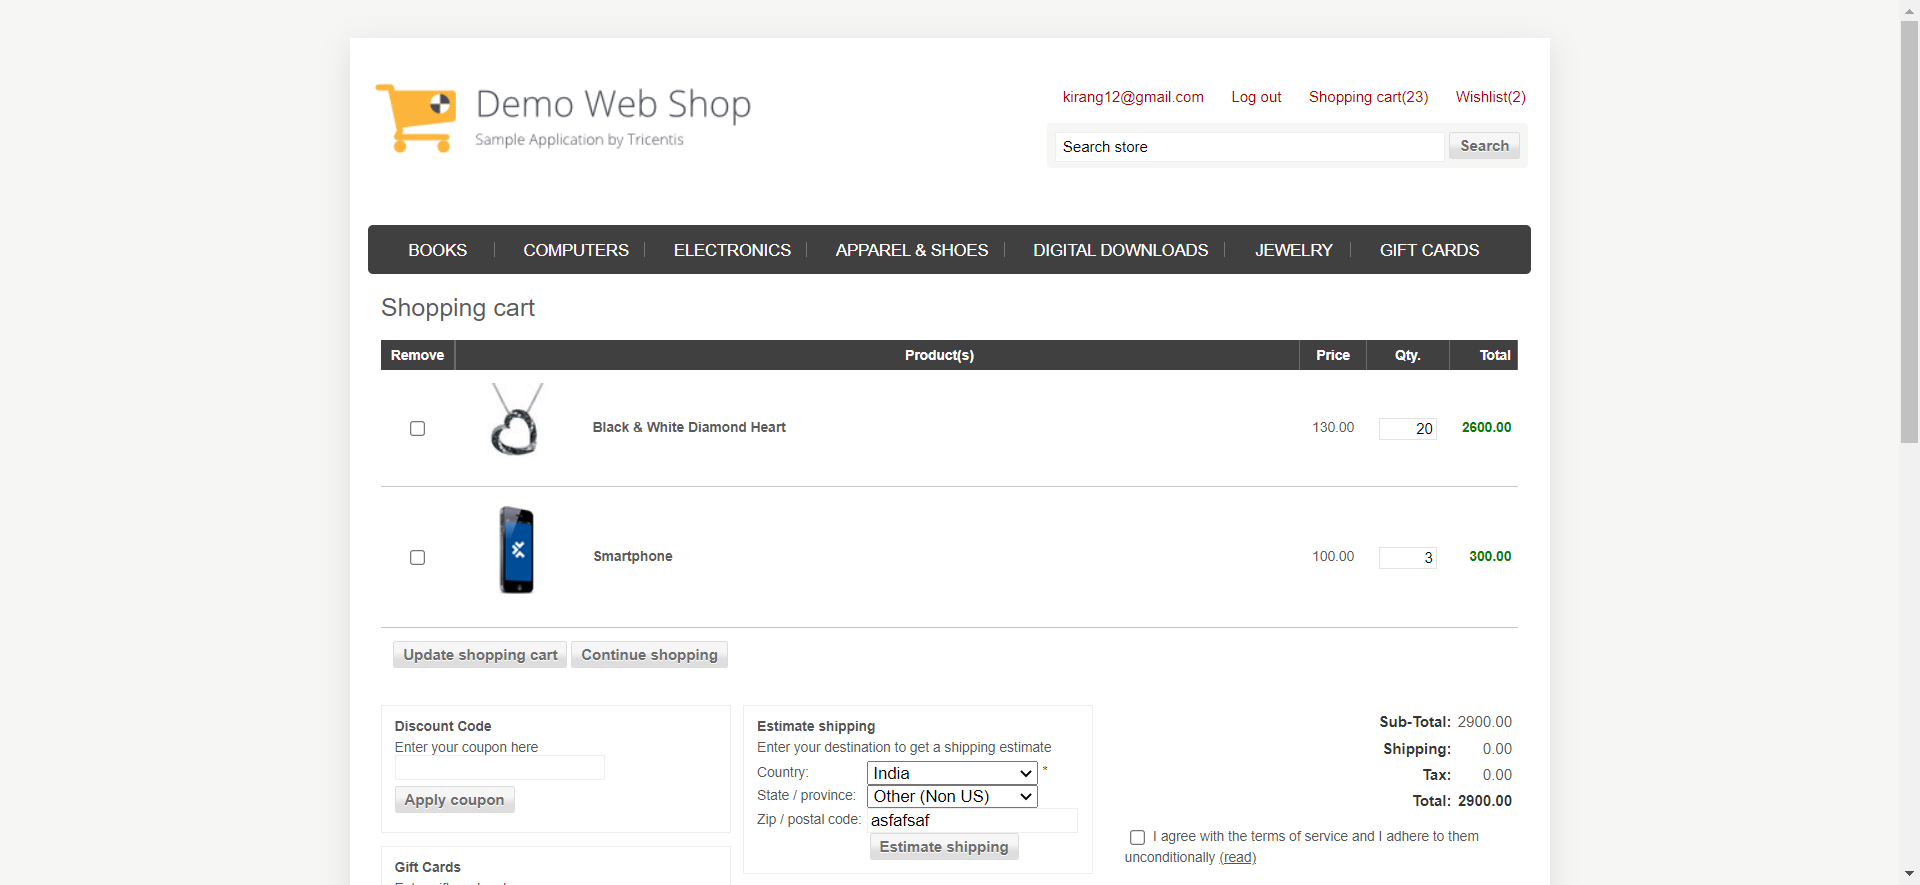 Demo Web Shop
Sample Application by Tricentis
kirang12@gmail.com Log out Shopping cart(23) Wishlist(2)
Search store Search
BOOKS COMPUTERS ELECTRONICS APPAREL & SHOES DIGITAL DOWNLOADS JEWELRY GIFT CARDS
Shopping cart
Remove Product(s) Price Qty. Total
Black & White Diamond Heart 130.00 20 2600.00
Smartphone 100.00 3 300.00
Update shopping cart Continue shopping
Discount Code
Enter your coupon here
Apply coupon
Gift Cards
Estimate shipping
Enter your destination to get a shipping estimate
Country: India *
State / province: Other (Non US)
Zip / postal code: asfafsaf
Estimate shipping
Sub-Total: 2900.00
Shipping: 0.00
Tax: 0.00
Total: 2900.00
I agree with the terms of service and I adhere to them
unconditionally (read)